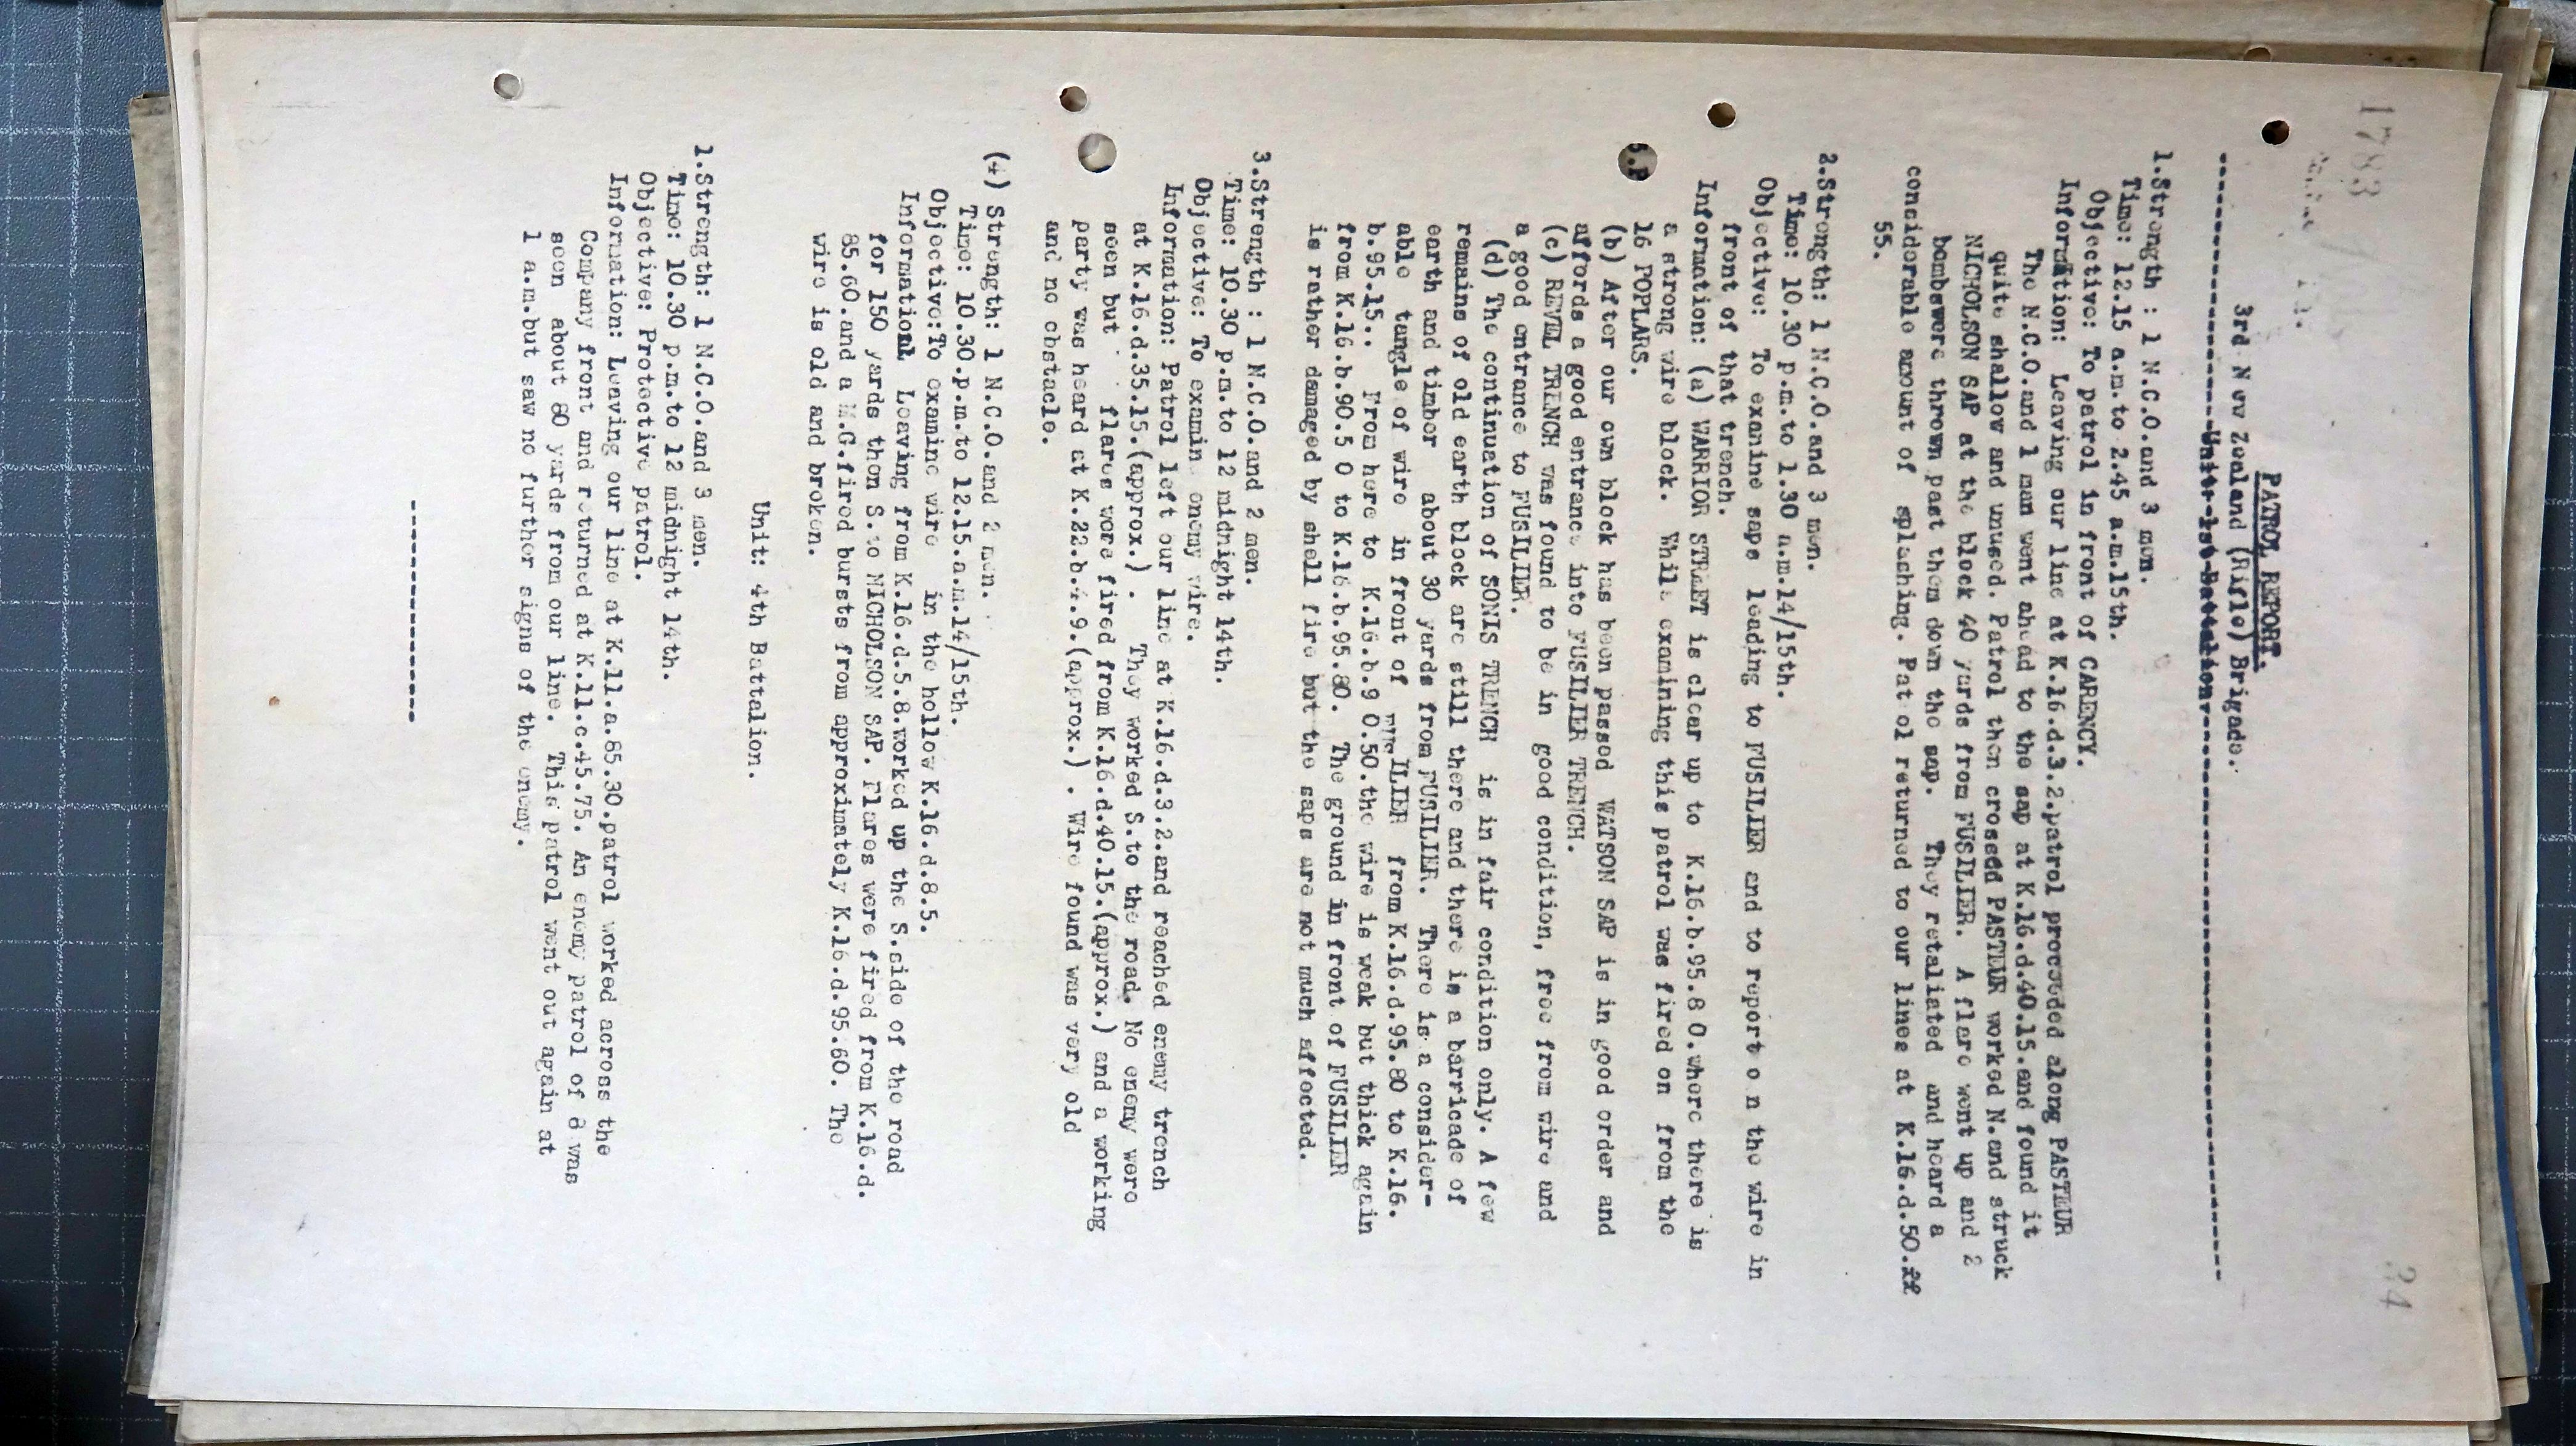 1783
34
PATROL REPORT.
3rd New Zealand (Rifle) Brigade.
-----------------Unit:-1st-Battalion.-----------------
1.Strength : 1 N.C.O.and 3 men.
Time: 12.15 a.m.to 2.45 a.m.15th.
Objective: To patrol in front of CARENCY.
Information: Leaving our line at K.16.d.3.2.patrol proceeded along PASTEUR
The N.C.O.and 1 man went ahead to the sap at K.16.d.40.15.and found it
quite shallow and unused. Patrol then crossed PASTEUR worked N.and struck
NICHOLSON SAP at the block 40 yards from FUSILIER. A flare went up and 2
bombs were thrown past them down the sap. They retaliated and heard a
considerable amount of splashing. Pat ol returned to our lines at K.16.d.50.
55.
2.Strength: 1 N.C.O.and 3 men.
Time: 10.30 p.m.to 1.30 a.m.14/15th.
Objective: To examine saps leading to FUSILIER and to report o n the wire in
front of that trench.
Information: (a) WARRIOR STREET is clear up to K.16.b.95.8 0.where there is
a strong wire block. While examining this patrol was fired on from the
16 POPLARS.
(b) After our own block has been passed WATSON SAP is in good order and
affords a good entrance into FUSILIER TRENCH.
(c) REVEL TRENCH was found to be in good condition, free from wire and
a good entrance to FUSILIER.
(d) The continuation of SONIS TRENCH is in fair condition only. A few
remains of old earth block are still there and there is a barricade of
earth and timber about 30 yards from FUSILIER. There is a consider-
able tangle of wire in front of FUSILIER from K.16.d.95.80 to K.16.
b.95.15.. From here to K.16.b.9 0.50.the wire is weak but thick again
from K.16.b.90.5 0 to K.16.b.95.80. The ground in front of FUSILIER
is rather damaged by shell fire but the saps are not much affected.
3.Strength : 1 N.C.O.and 2 men.
Time: 10.30 p.m.to 12 midnight 14th.
Objective: To examine enemy wire.
Information: Patrol left our line at K.16.d.3.2.and reached enemy trench
at K.16.d.35.15.(approx.) . They worked S.to the road. No enemy were
seen but flares were fired from K.16.d.40.15.(approx.) and a working
party was heard at K.22.b.4.9.(approx.) . Wire found was very old
and no obstacle.
(4) Strength: 1 N.C.O.and 2 men.
Time: 10.30.p.m.to 12.15.a.m.14/15th.
Objective:To examine wire in the hollow K.16.d.8.5.
Information: Leaving from K.16.d.5.8.worked up the S.side of the road
for 150 yards then S.to NICHOLSON SAP. Flares were fired from K.16.d.
85.60.and a M.G.fired bursts from approximately K.16.d.95.60. The
wire is old and broken.
Unit: 4th Battalion.
1.Strength: 1 N.C.O.and 3 men.
Time: 10.30 p.m.to 12 midnight 14th.
Objective: Protective patrol.
Information: Leaving our line at K.11.a.85.30.patrol worked across the
Company front and returned at K.11.c.45.75. An enemy patrol of 8 was
seen about 80 yards from our line. This patrol went out again at
1 a.m.but saw no further signs of the enemy.
---------------